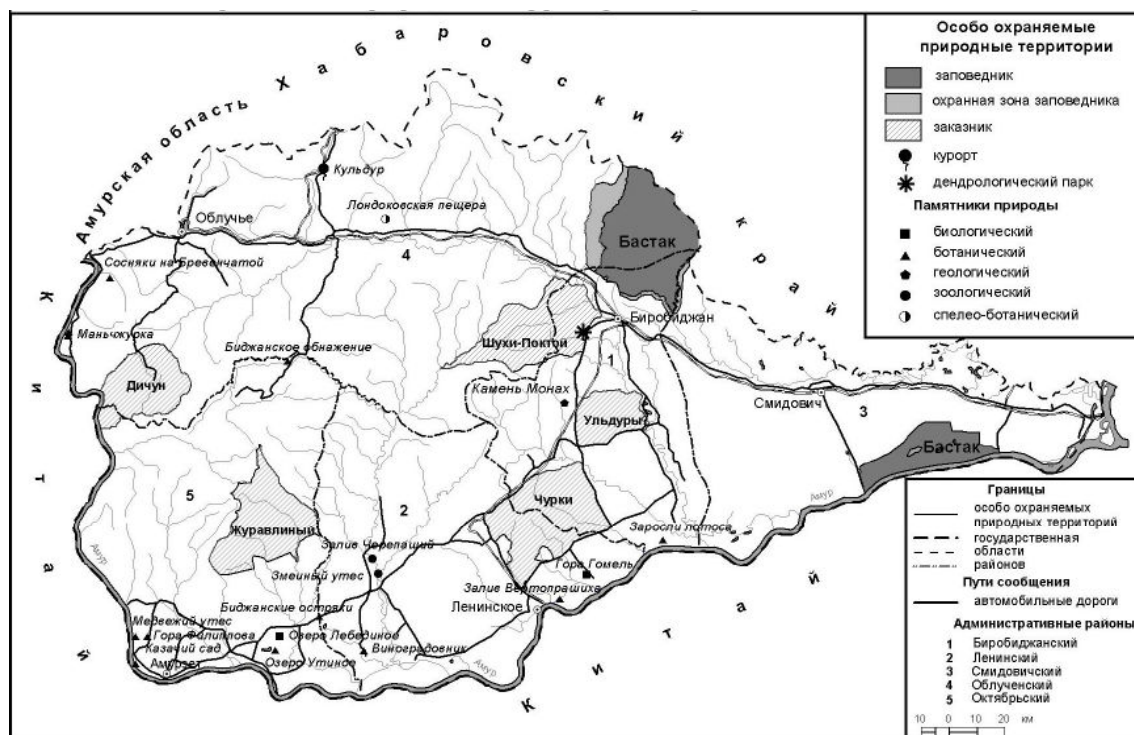 Амурская область
Хабаровский край
Китай
Китай
Кульдур
Лондоковская пещера
Облучье
4
Бастак
Сосняки на Бревенчатой
Маньчжурка
Биджанское обнажение
Дичун
Шухи-Поктой
Биробиджан
1
Камень Монах
Ульдуры
Смидович
3
Бастак
Амур
5
Журавлиный
2
Чурки
Заросли лотоса
Залив Черепаший
Змеиный утес
Гора Гомель
Залив Вертопрашиха
Ленинское
Амур
Биджанские остряки
Медвежий утес
Гора Филиппова
Казачий сад
Амурзет
Озеро Лебединое
Озеро Утиное
Виноградовник
Амур
Особо охраняемые
природные территории
заповедник
охранная зона заповедника
заказник
курорт
дендрологический парк
Памятники природы
биологический
ботанический
геологический
зоологический
спелео-ботанический
Границы
особо охраняемых
природных территорий
государственная
области
районов
Пути сообщения
автомобильные дороги
Административные районы
1 Биробиджанский
2 Ленинский
3 Смидовичский
4 Облученский
5 Октябрьский
10 0 10 20 км